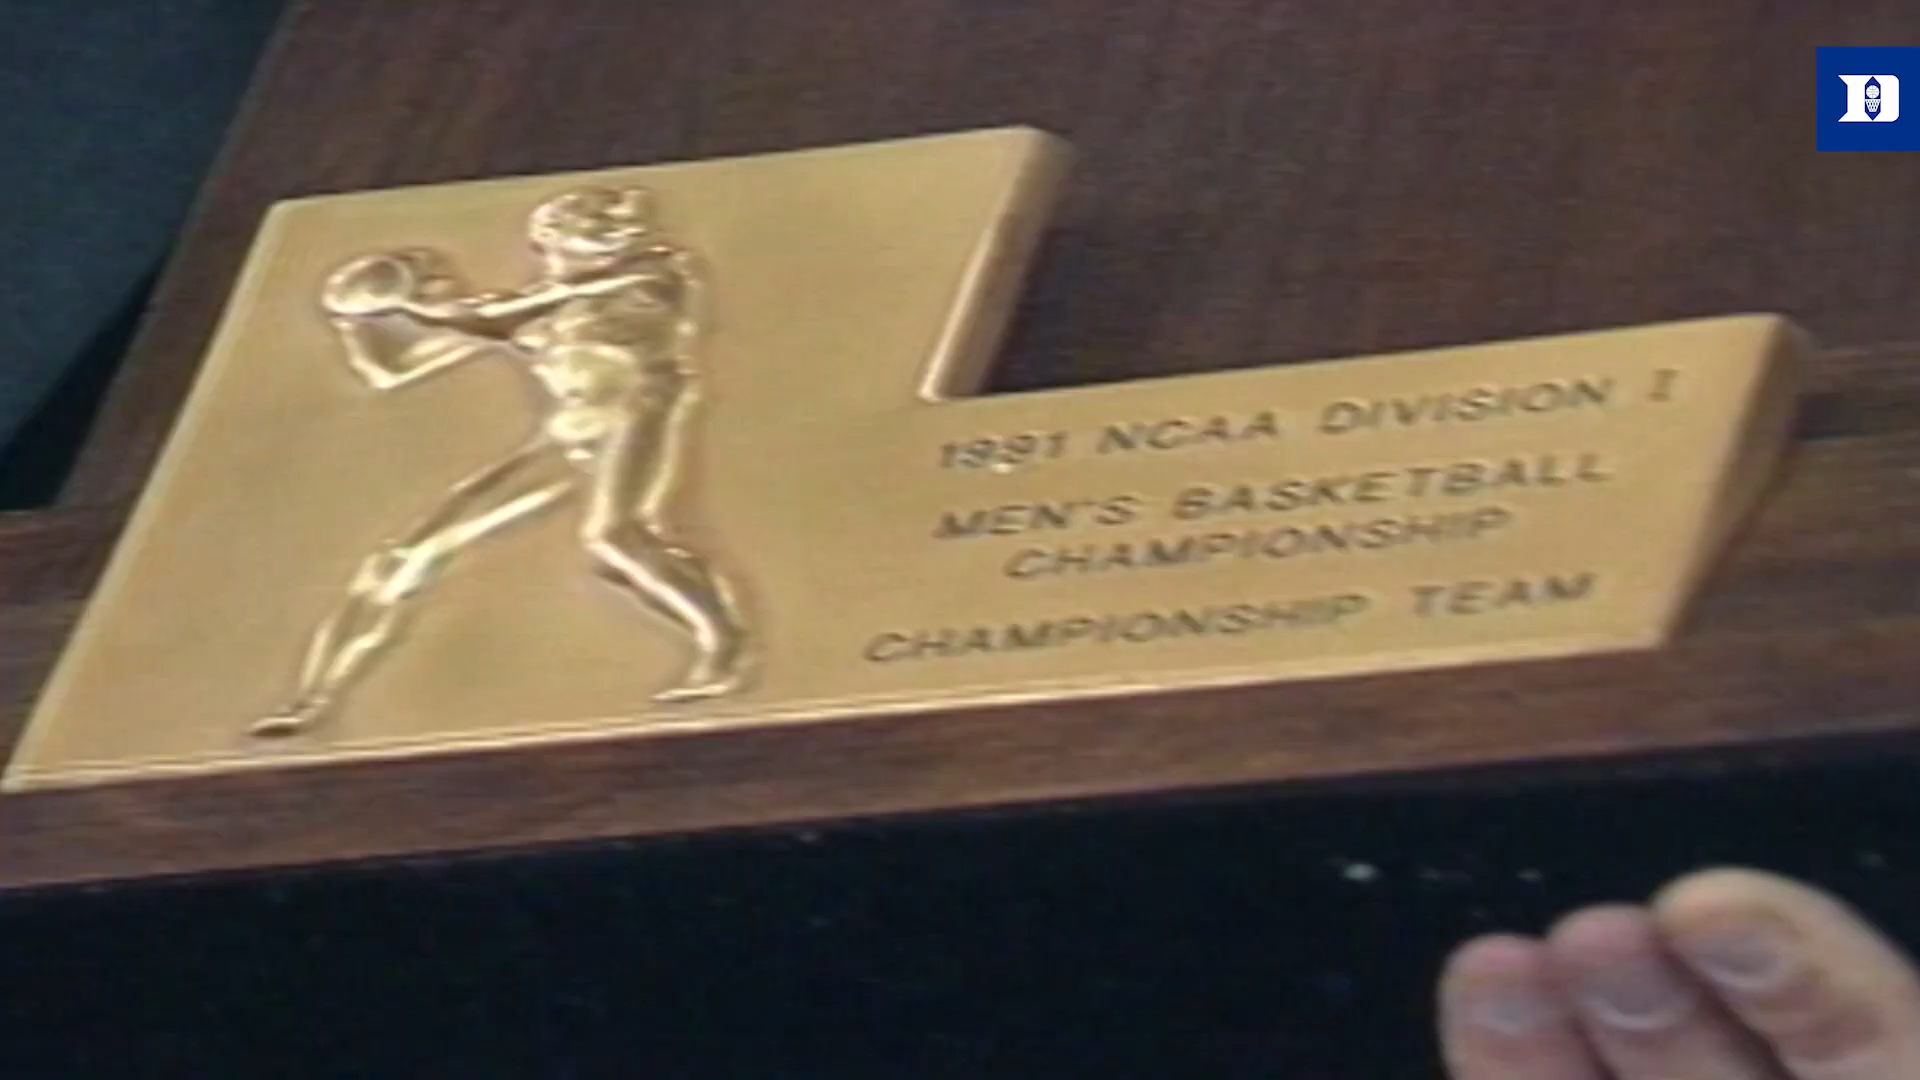 1991 NCAA DIVISION I
MEN'S BASKETBALL
CHAMPIONSHIP
CHAMPIONSHIP TEAM
D